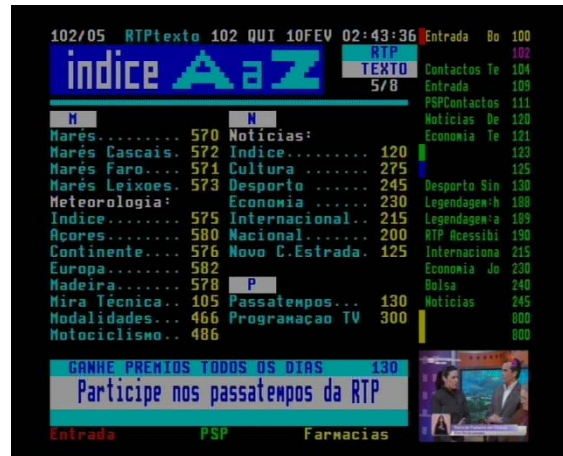 102/05 RTPtexto 102 QUI 10FEV 02:43:36
indice A a Z
RTP
TEXTO
5/8
M
Marés......... 570
Marés Cascais. 572
Marés Faro.... 571
Marés Leixoes. 573
Meteorologia:
Indice........ 575
Açores........ 580
Continente.... 576
Europa........ 582
Madeira....... 578
Mira Técnica.. 105
Modalidades... 466
Motociclismo.. 486
N
Notícias:
Indice........ 120
Cultura ...... 275
Desporto ..... 245
Economia ..... 230
Internacional.. 215
Nacional...... 200
Novo C.Estrada. 125
P
Passatempos... 130
Programaçao TV 300
GANHE PREMIOS TODOS OS DIAS 130
Participe nos passatempos da RTP
Entrada PSP Farmacias
Entrada Bo 100
102
Contactos Te 104
Entrada 109
PSPContactos 111
Notícias De 120
Economia Te 121
123
125
Desporto Sin 130
Legendagem:h 188
Legendagem:a 189
RTP Acessibi 190
Internaciona 215
Economia Jo 230
Bolsa 240
Noticias 245
800
800